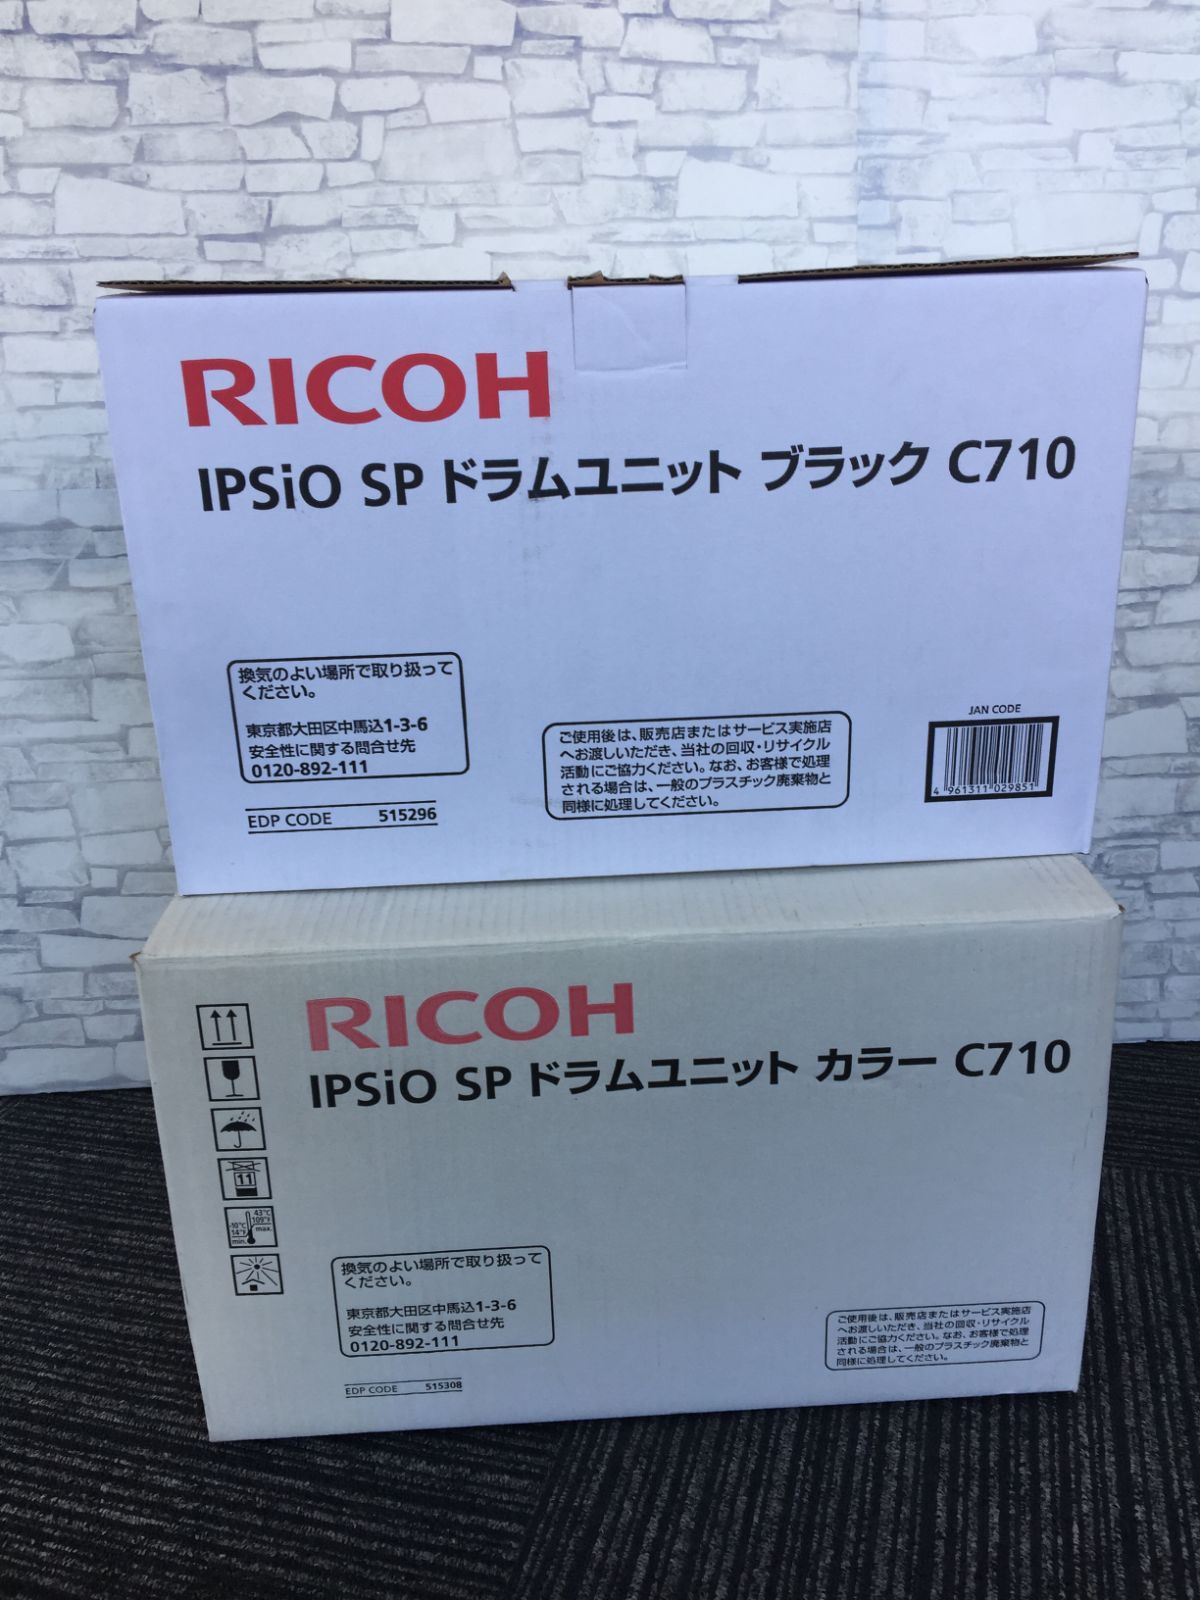 RICOH
IPSiO SP ドラムユニット ブラック C710
換気のよい場所で取り扱って
ください。
東京都大田区中馬込1-3-6
安全性に関する問合せ先
0120-892-111
EDP CODE 515296
ご使用後は、販売店またはサービス実施店
へお渡しいただき、当社の回収・リサイクル
活動にご協力ください。なお、お客様で処理
される場合は、一般のプラスチック廃棄物と
同様に処理してください。
JAN CODE
4 961311 029851
RICOH
IPSiO SP ドラムユニット カラー C710
11
43℃
109°F
max.
-10℃
14°F
min.
換気のよい場所で取り扱って
ください。
東京都大田区中馬込1-3-6
安全性に関する問合せ先
0120-892-111
EDP CODE 515308
ご使用後は、販売店またはサービス実施店
へお渡しいただき、当社の回収・リサイクル
活動にご協力ください。なお、お客様で処理
される場合は、一般のプラスチック廃棄物と
同様に処理してください。